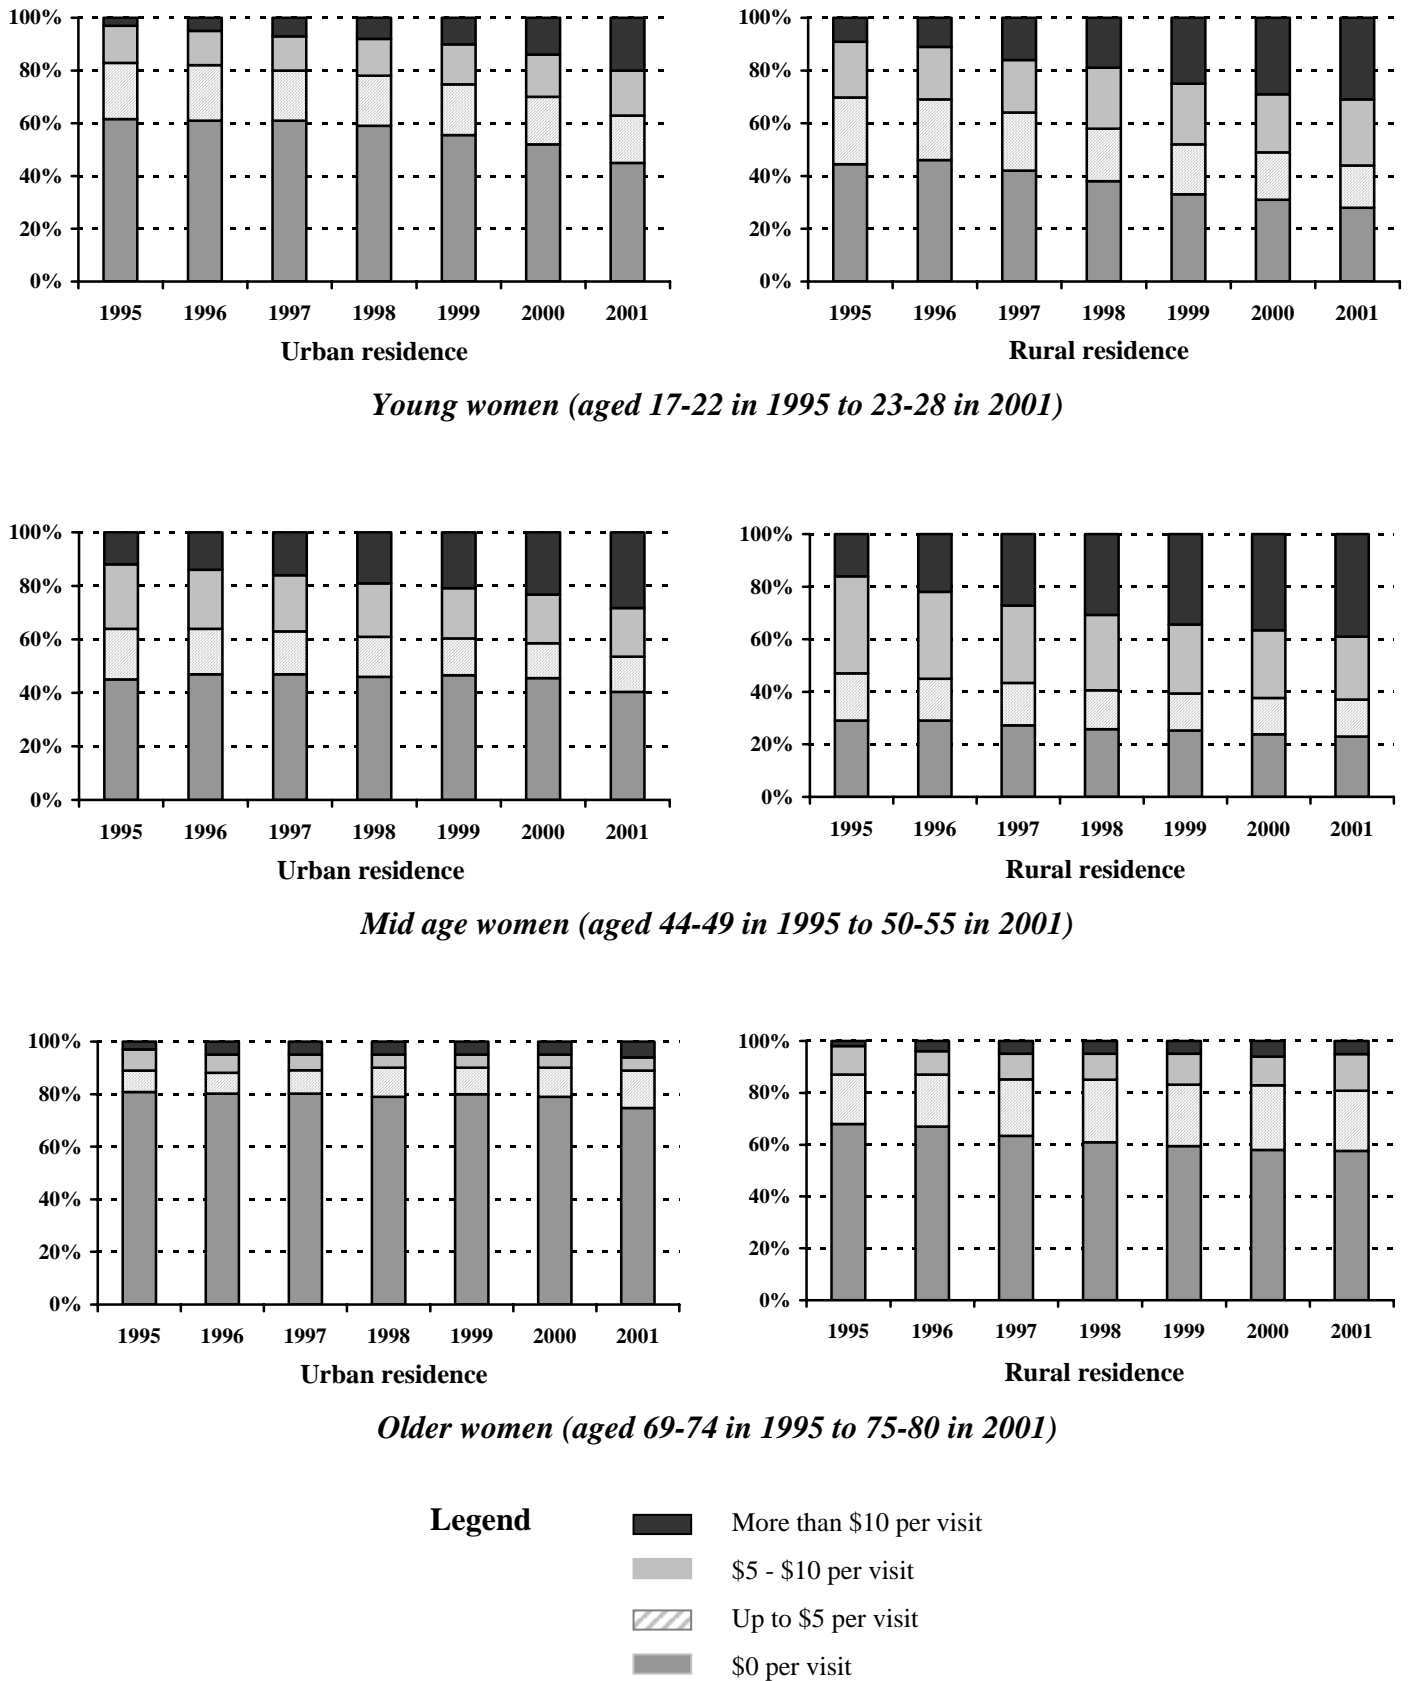 100% 100%
80% 80%
60% 60%
40% 40%
20% 20%
0% 0%
1995 1996 1997 1998 1999 2000 2001 1995 1996 1997 1998 1999 2000 2001
Urban residence Rural residence
Young women (aged 17-22 in 1995 to 23-28 in 2001)
100% 100%
80% 80%
60% 60%
40% 40%
20% 20%
0% 0%
1995 1996 1997 1998 1999 2000 2001 1995 1996 1997 1998 1999 2000 2001
Urban residence Rural residence
Mid age women (aged 44-49 in 1995 to 50-55 in 2001)
100% 100%
80% 80%
60% 60%
40% 40%
20% 20%
0% 0%
1995 1996 1997 1998 1999 2000 2001 1995 1996 1997 1998 1999 2000 2001
Urban residence Rural residence
Older women (aged 69-74 in 1995 to 75-80 in 2001)
Legend More than $10 per visit
$5 - $10 per visit
Up to $5 per visit
$0 per visit